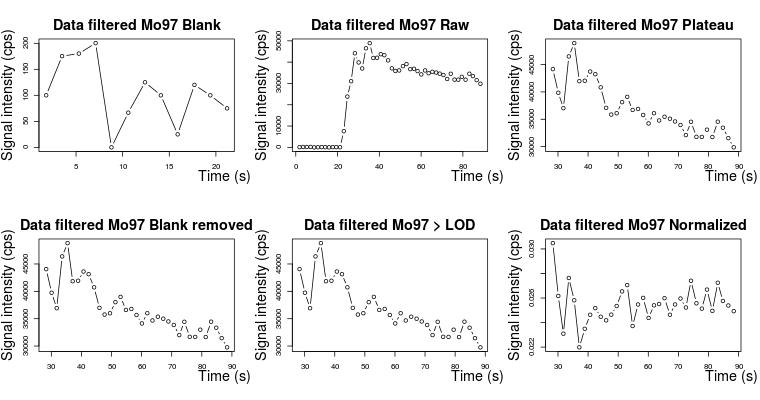 Data filtered Mo97 Blank
Signal intensity (cps)
0 50 100 150 200
5 10 15 20
Time (s)
Data filtered Mo97 Raw
Signal intensity (cps)
0 10000 30000 50000
0 20 40 60 80
Time (s)
Data filtered Mo97 Plateau
Signal intensity (cps)
30000 35000 40000 45000
30 40 50 60 70 80 90
Time (s)
Data filtered Mo97 Blank removed
Signal intensity (cps)
30000 35000 40000 45000
30 40 50 60 70 80 90
Time (s)
Data filtered Mo97 > LOD
Signal intensity (cps)
30000 35000 40000 45000
30 40 50 60 70 80 90
Time (s)
Data filtered Mo97 Normalized
Signal intensity (cps)
0.022 0.026 0.030
30 40 50 60 70 80 90
Time (s)